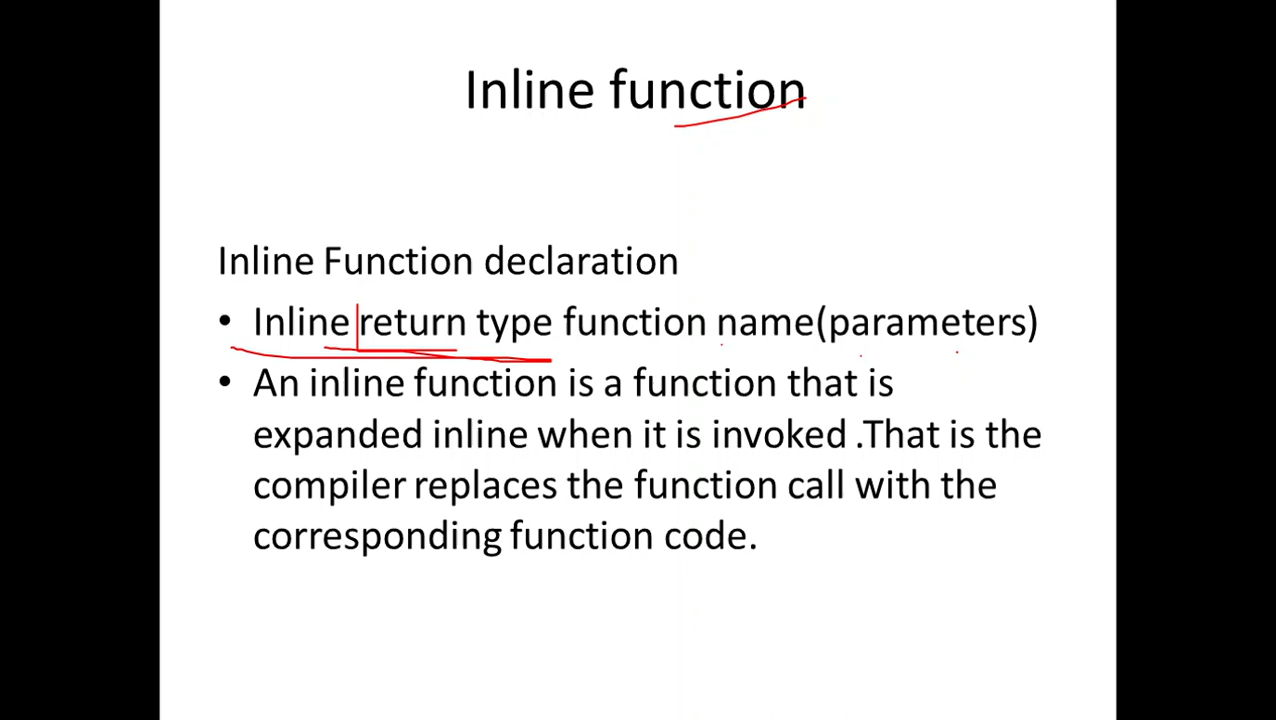 Inline function
Inline Function declaration
• Inline return type function name(parameters)
• An inline function is a function that is
expanded inline when it is invoked .That is the
compiler replaces the function call with the
corresponding function code.